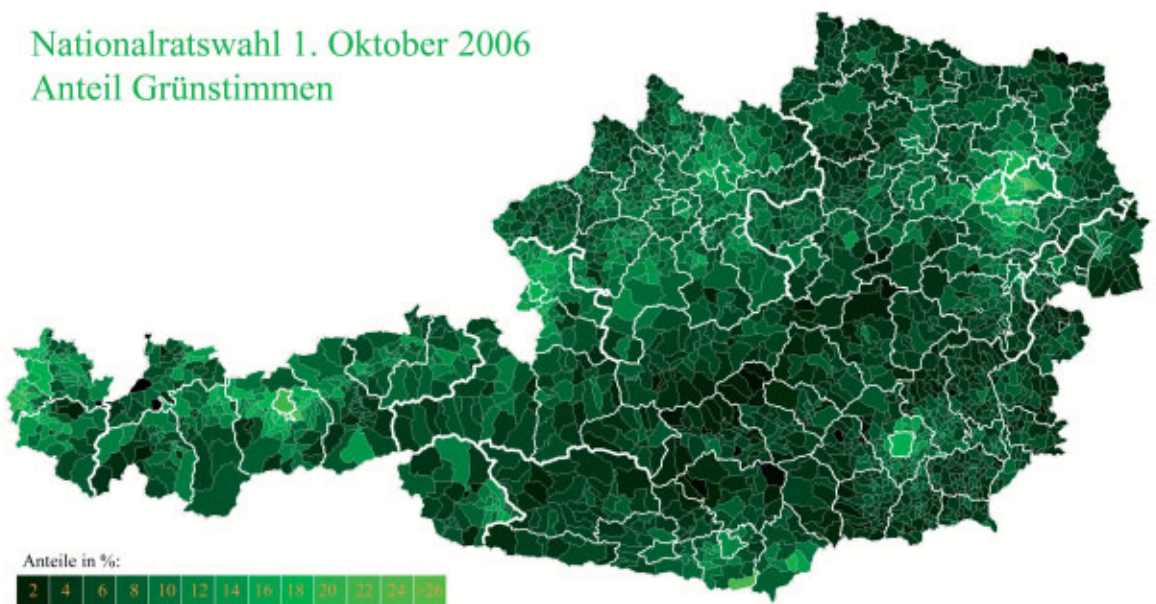 Nationalratswahl 1. Oktober 2006
Anteil Grünstimmen
Anteile in %:
2 4 6 8 10 12 14 16 18 20 22 24 >26